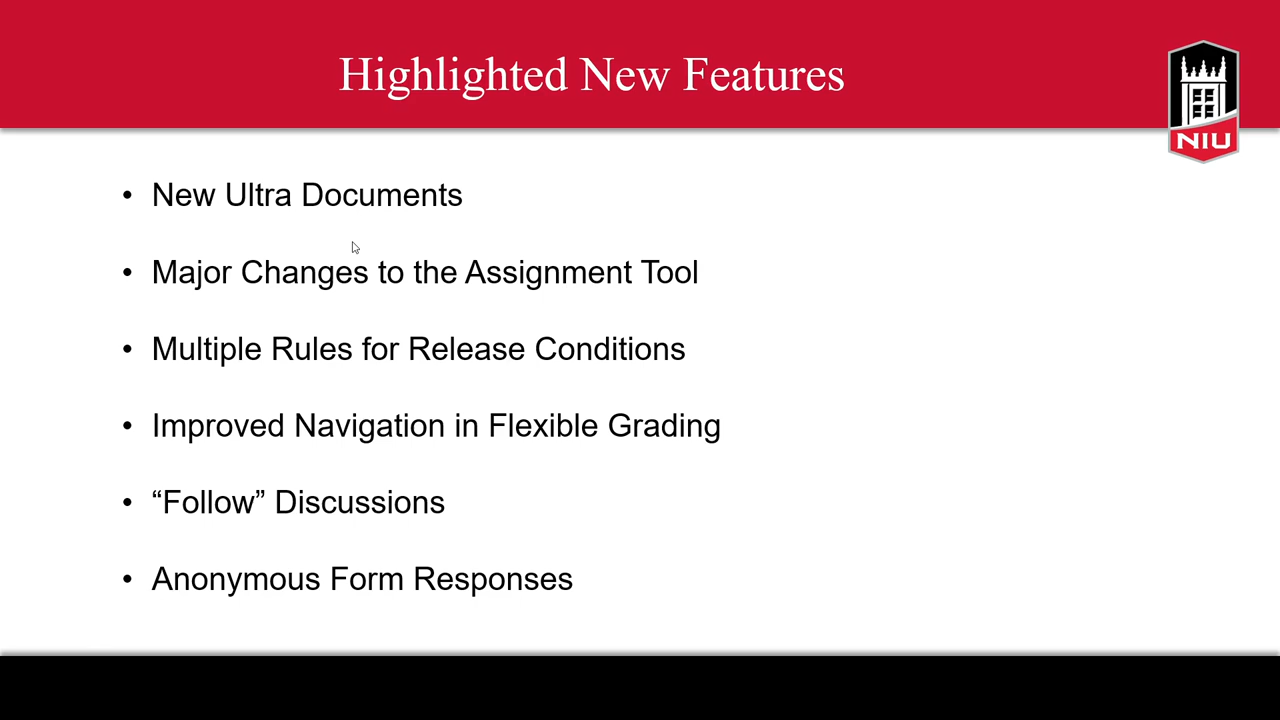 Highlighted New Features
NIU
• New Ultra Documents
• Major Changes to the Assignment Tool
• Multiple Rules for Release Conditions
• Improved Navigation in Flexible Grading
• “Follow” Discussions
• Anonymous Form Responses